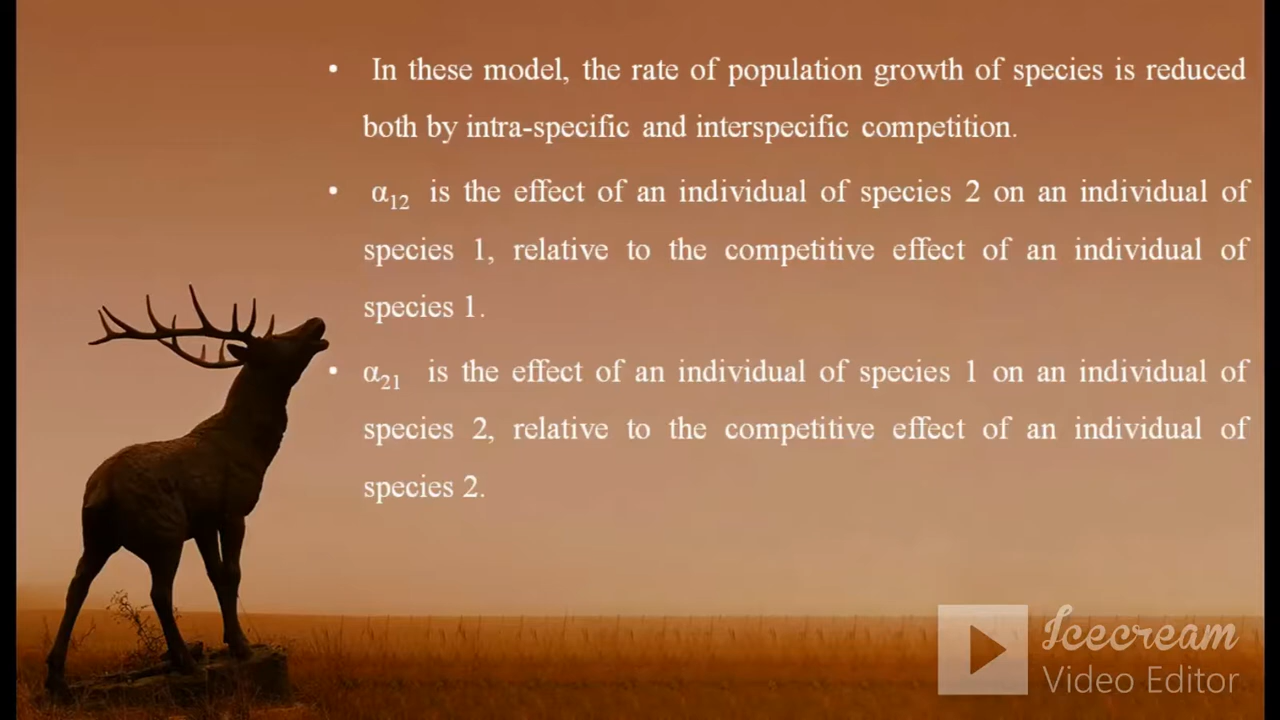 • In these model, the rate of population growth of species is reduced
both by intra-specific and interspecific competition.
• α₁₂ is the effect of an individual of species 2 on an individual of
species 1, relative to the competitive effect of an individual of
species 1.
• α₂₁ is the effect of an individual of species 1 on an individual of
species 2, relative to the competitive effect of an individual of
species 2.
Icecream
Video Editor